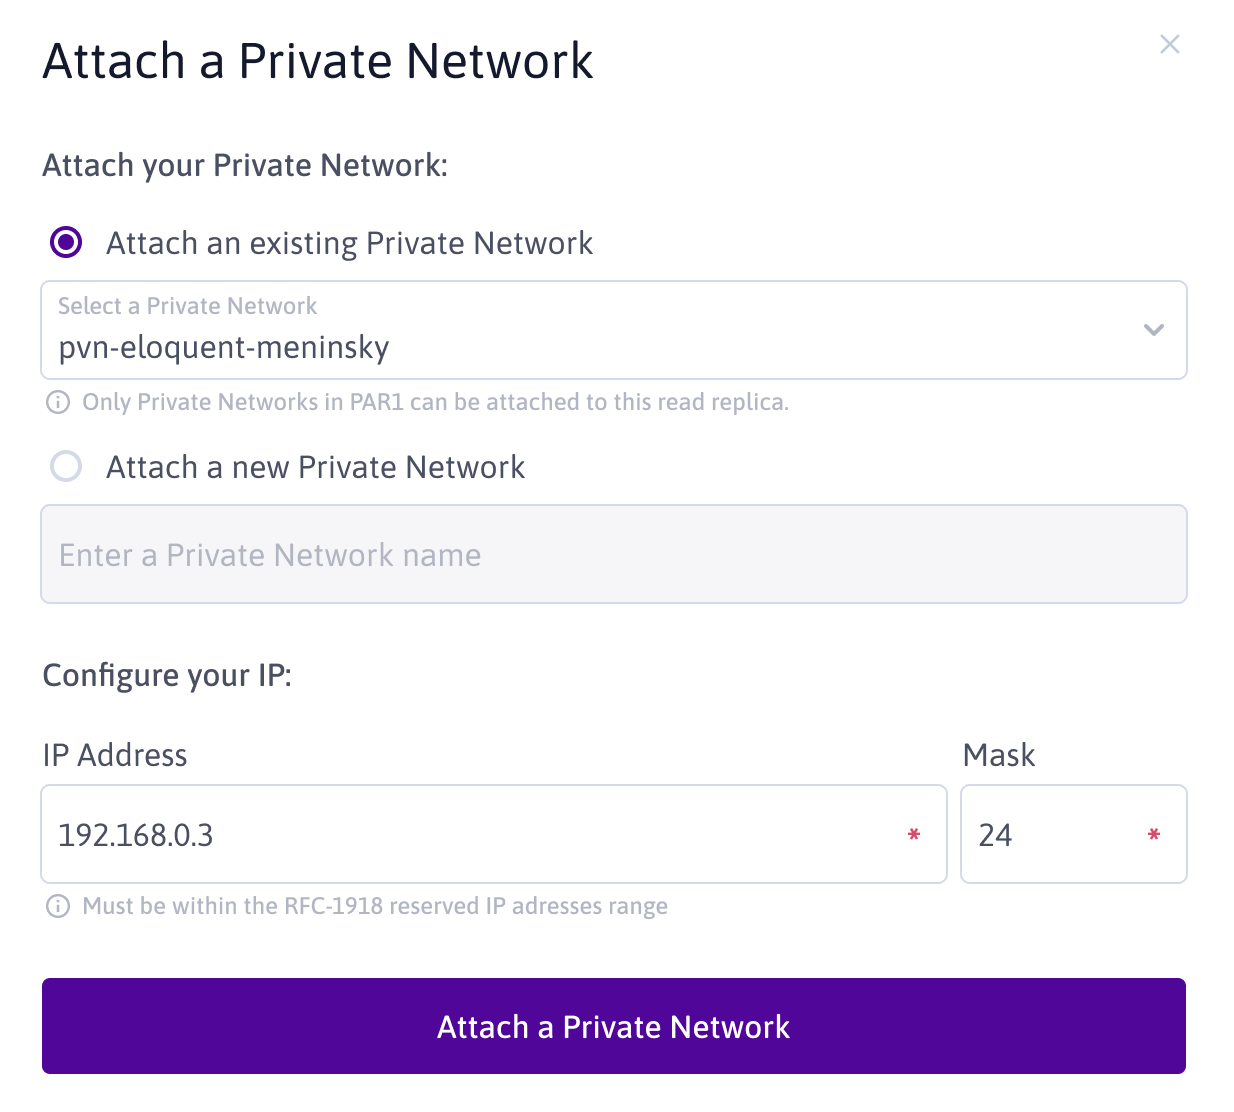 Attach a Private Network
Attach your Private Network:
Attach an existing Private Network
Select a Private Network
pvn-eloquent-meninsky
Only Private Networks in PAR1 can be attached to this read replica.
Attach a new Private Network
Enter a Private Network name
Configure your IP:
IP Address
Mask
192.168.0.3 *
24 *
Must be within the RFC-1918 reserved IP adresses range
Attach a Private Network